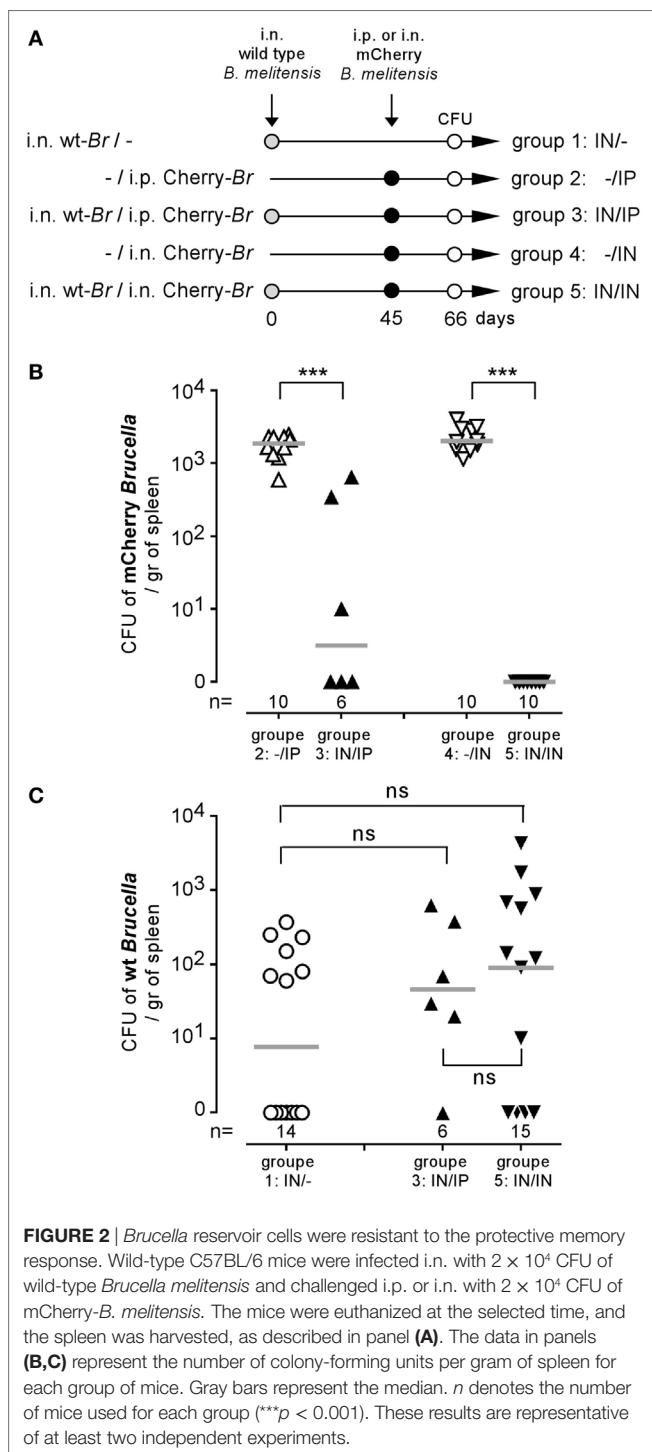 A
i.n.
wild type
B. melitensis
i.p. or i.n.
mCherry
B. melitensis
CFU
i.n. wt-Br / -
group 1: IN/-
- / i.p. Cherry-Br
group 2: -/IP
i.n. wt-Br / i.p. Cherry-Br
group 3: IN/IP
- / i.n. Cherry-Br
group 4: -/IN
i.n. wt-Br / i.n. Cherry-Br
group 5: IN/IN
0 45 66 days
B
CFU of mCherry Brucella
/ gr of spleen
10⁴
10³
10²
10¹
0
*** ***
n= 10 6 10 10
groupe groupe groupe groupe
2: -/IP 3: IN/IP 4: -/IN 5: IN/IN
C
CFU of wt Brucella
/ gr of spleen
10⁴
10³
10²
10¹
0
ns
ns
ns
n= 14 6 15
groupe groupe groupe
1: IN/- 3: IN/IP 5: IN/IN
FIGURE 2 | Brucella reservoir cells were resistant to the protective memory
response. Wild-type C57BL/6 mice were infected i.n. with 2 × 10⁴ CFU of
wild-type Brucella melitensis and challenged i.p. or i.n. with 2 × 10⁴ CFU of
mCherry-B. melitensis. The mice were euthanized at the selected time, and
the spleen was harvested, as described in panel (A). The data in panels
(B,C) represent the number of colony-forming units per gram of spleen for
each group of mice. Gray bars represent the median. n denotes the number
of mice used for each group (***p < 0.001). These results are representative
of at least two independent experiments.